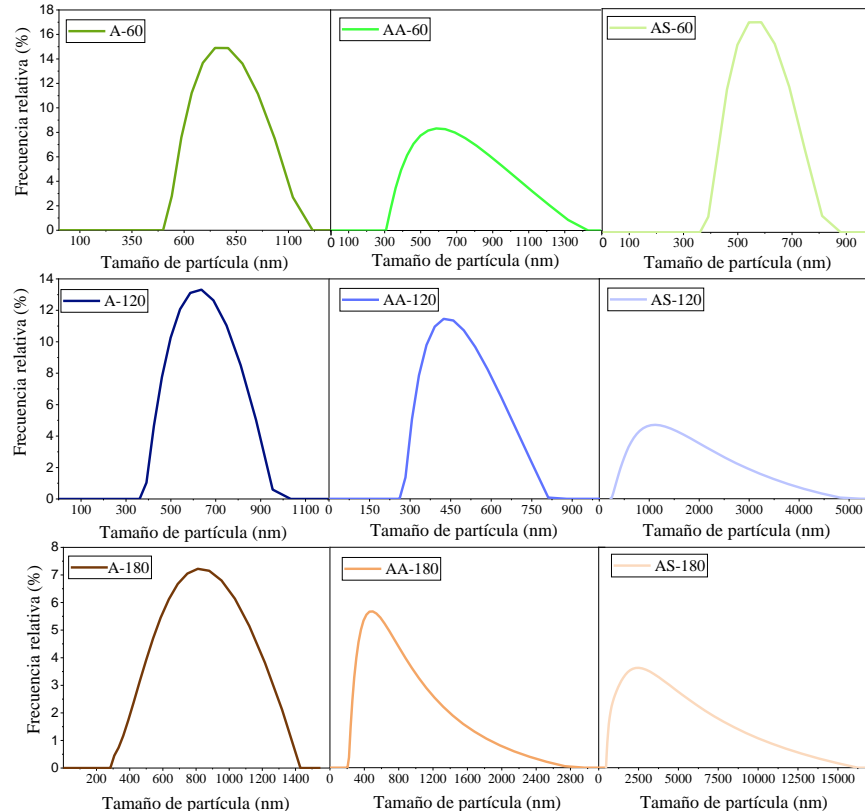 Frecuencia relativa (%)
18
16
14
12
10
8
6
4
2
0
A-60
AA-60
AS-60
100 350 600 850 1100
0 100 300 500 700 900 1100 1300
0 100 300 500 700 900
Tamaño de partícula (nm)
Tamaño de partícula (nm)
Tamaño de partícula (nm)
Frecuencia relativa (%)
14
12
10
8
6
4
2
0
A-120
AA-120
AS-120
100 300 500 700 900 1100
0 150 300 450 600 750 900
0 1000 2000 3000 4000 5000
Tamaño de partícula (nm)
Tamaño de partícula (nm)
Tamaño de partícula (nm)
Frecuencia relativa (%)
8
7
6
5
4
3
2
1
0
A-180
AA-180
AS-180
200 400 600 800 1000 1200 1400
0 400 800 1200 1600 2000 2400 2800
0 2500 5000 7500 10000 12500 15000
Tamaño de partícula (nm)
Tamaño de partícula (nm)
Tamaño de partícula (nm)